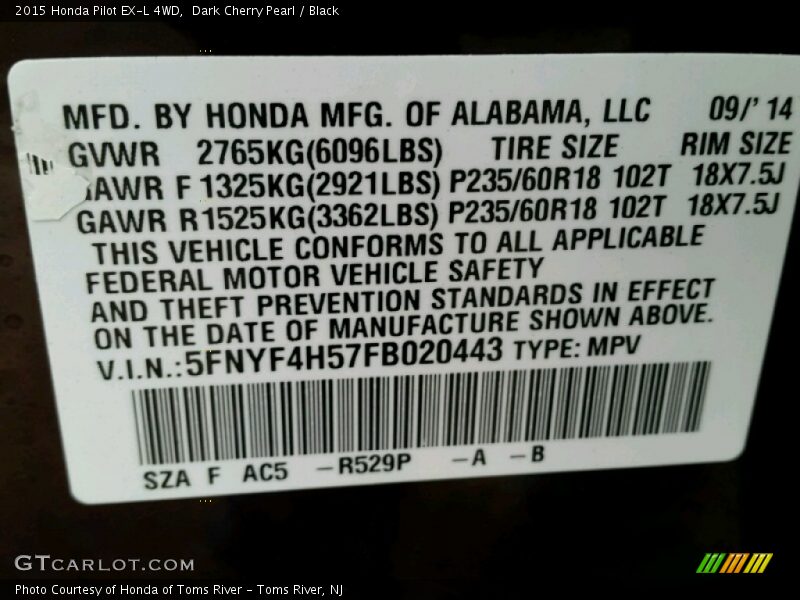 2015 Honda Pilot EX-L 4WD,  Dark Cherry Pearl / Black
MFD. BY HONDA MFG. OF ALABAMA, LLC 09/'14
GVWR 2765KG(6096LBS) TIRE SIZE RIM SIZE
GAWR F 1325KG(2921LBS) P235/60R18 102T 18X7.5J
GAWR R1525KG(3362LBS) P235/60R18 102T 18X7.5J
THIS VEHICLE CONFORMS TO ALL APPLICABLE
FEDERAL MOTOR VEHICLE SAFETY
AND THEFT PREVENTION STANDARDS IN EFFECT
ON THE DATE OF MANUFACTURE SHOWN ABOVE.
V.I.N.:5FNYF4H57FB020443 TYPE: MPV
SZA F AC5 -R529P -A -B
GTCARLOT.COM
Photo Courtesy of Honda of Toms River - Toms River, NJ